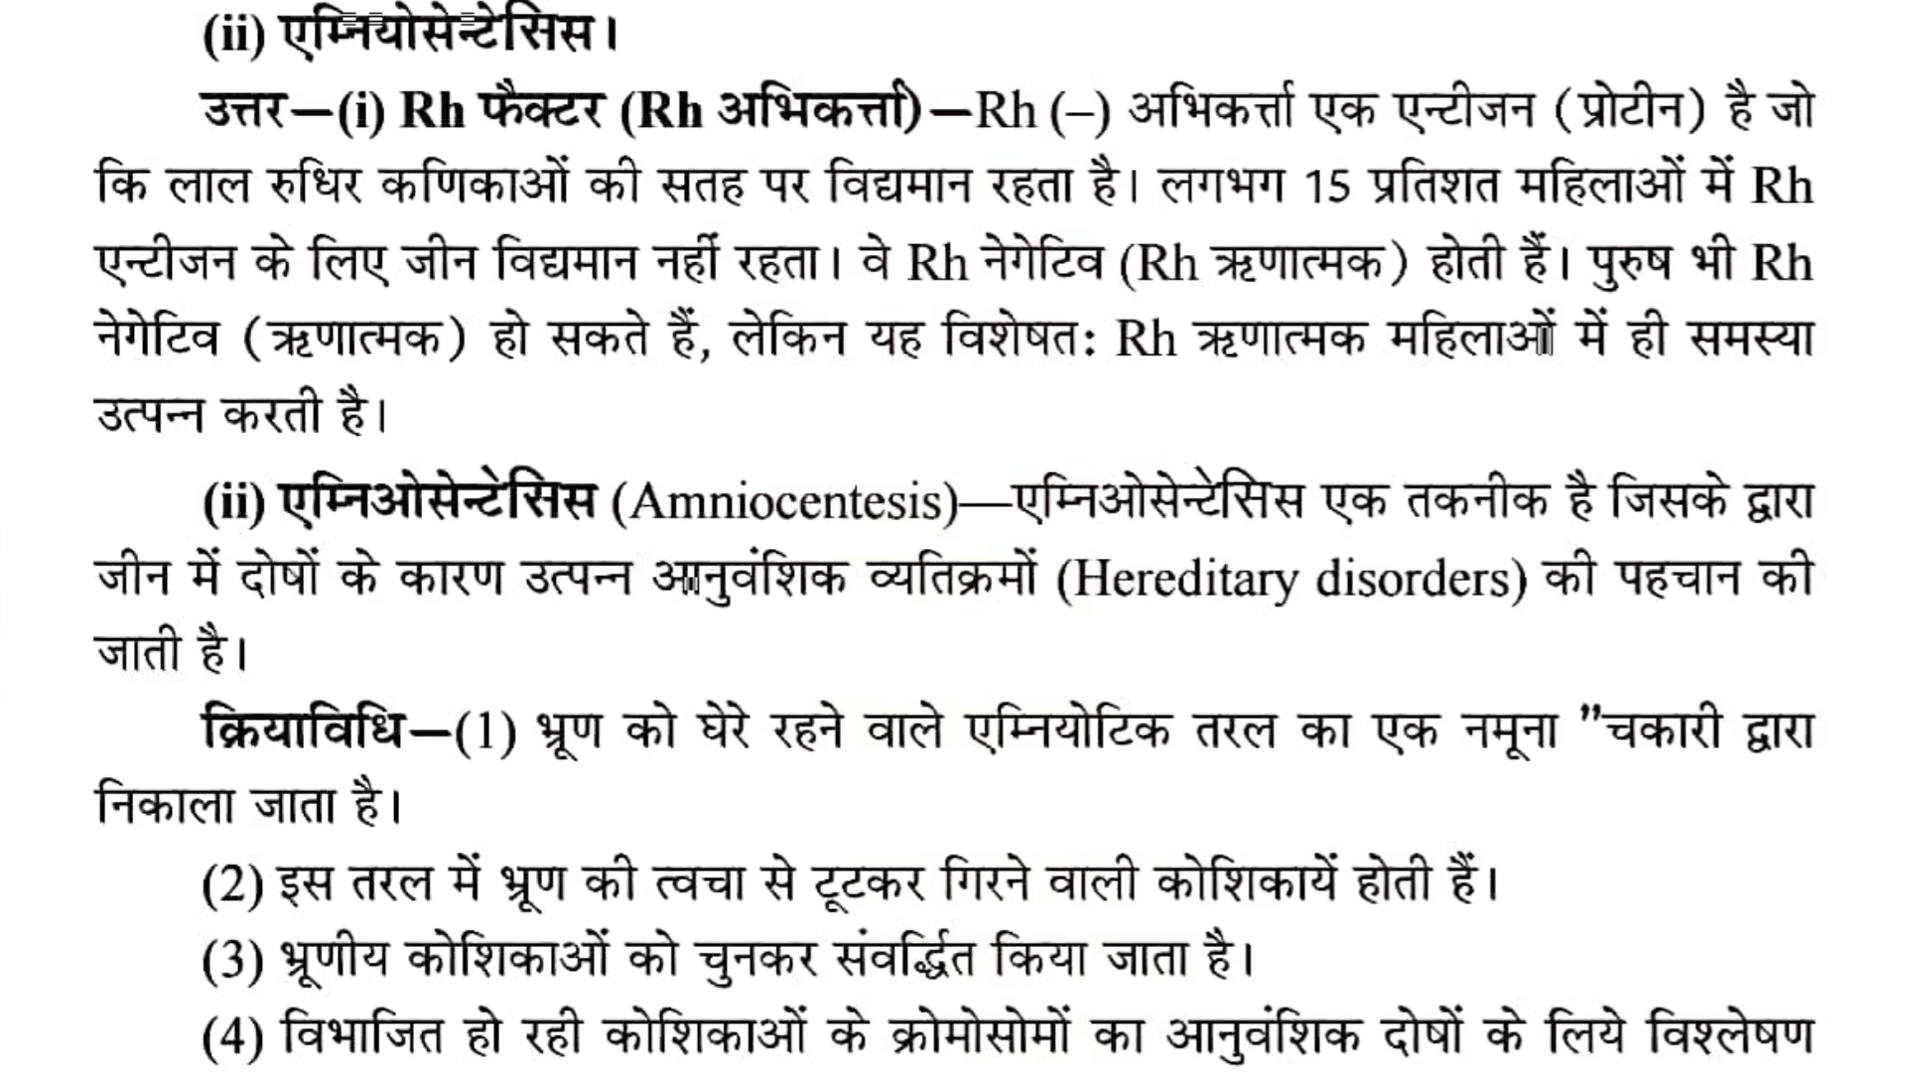 (ii) एम्नियोसेन्टेसिस।
उत्तर—(i) Rh फैक्टर (Rh अभिकर्त्ता)—Rh (–) अभिकर्त्ता एक एन्टीजन (प्रोटीन) है जो
कि लाल रुधिर कणिकाओं की सतह पर विद्यमान रहता है। लगभग 15 प्रतिशत महिलाओं में Rh
एन्टीजन के लिए जीन विद्यमान नहीं रहता। वे Rh नेगेटिव (Rh ऋणात्मक) होती हैं। पुरुष भी Rh
नेगेटिव (ऋणात्मक) हो सकते हैं, लेकिन यह विशेषत: Rh ऋणात्मक महिलाओं में ही समस्या
उत्पन्न करती है।
(ii) एम्निओसेन्टेसिस (Amniocentesis)—एम्निओसेन्टेसिस एक तकनीक है जिसके द्वारा
जीन में दोषों के कारण उत्पन्न आनुवंशिक व्यतिक्रमों (Hereditary disorders) की पहचान की
जाती है।
क्रियाविधि—(1) भ्रूण को घेरे रहने वाले एम्नियोटिक तरल का एक नमूना ”चकारी द्वारा
निकाला जाता है।
(2) इस तरल में भ्रूण की त्वचा से टूटकर गिरने वाली कोशिकायें होती हैं।
(3) भ्रूणीय कोशिकाओं को चुनकर संवर्द्धित किया जाता है।
(4) विभाजित हो रही कोशिकाओं के क्रोमोसोमों का आनुवंशिक दोषों के लिये विश्लेषण